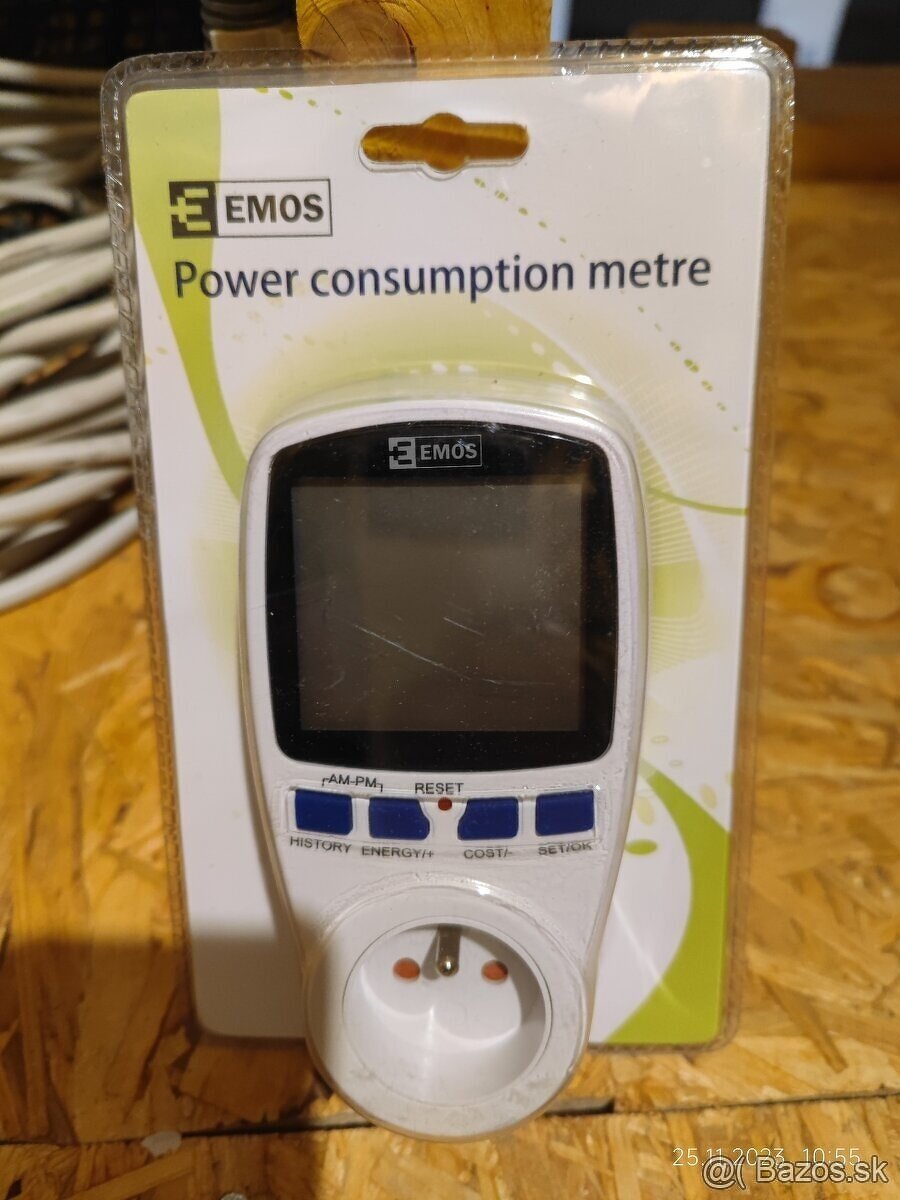 EMOS
Power consumption metre
EMOS
AM-PM
RESET
HISTORY ENERGY/+ COST/- SET/OK
25.11.2023 10:55
@( Bazos.sk